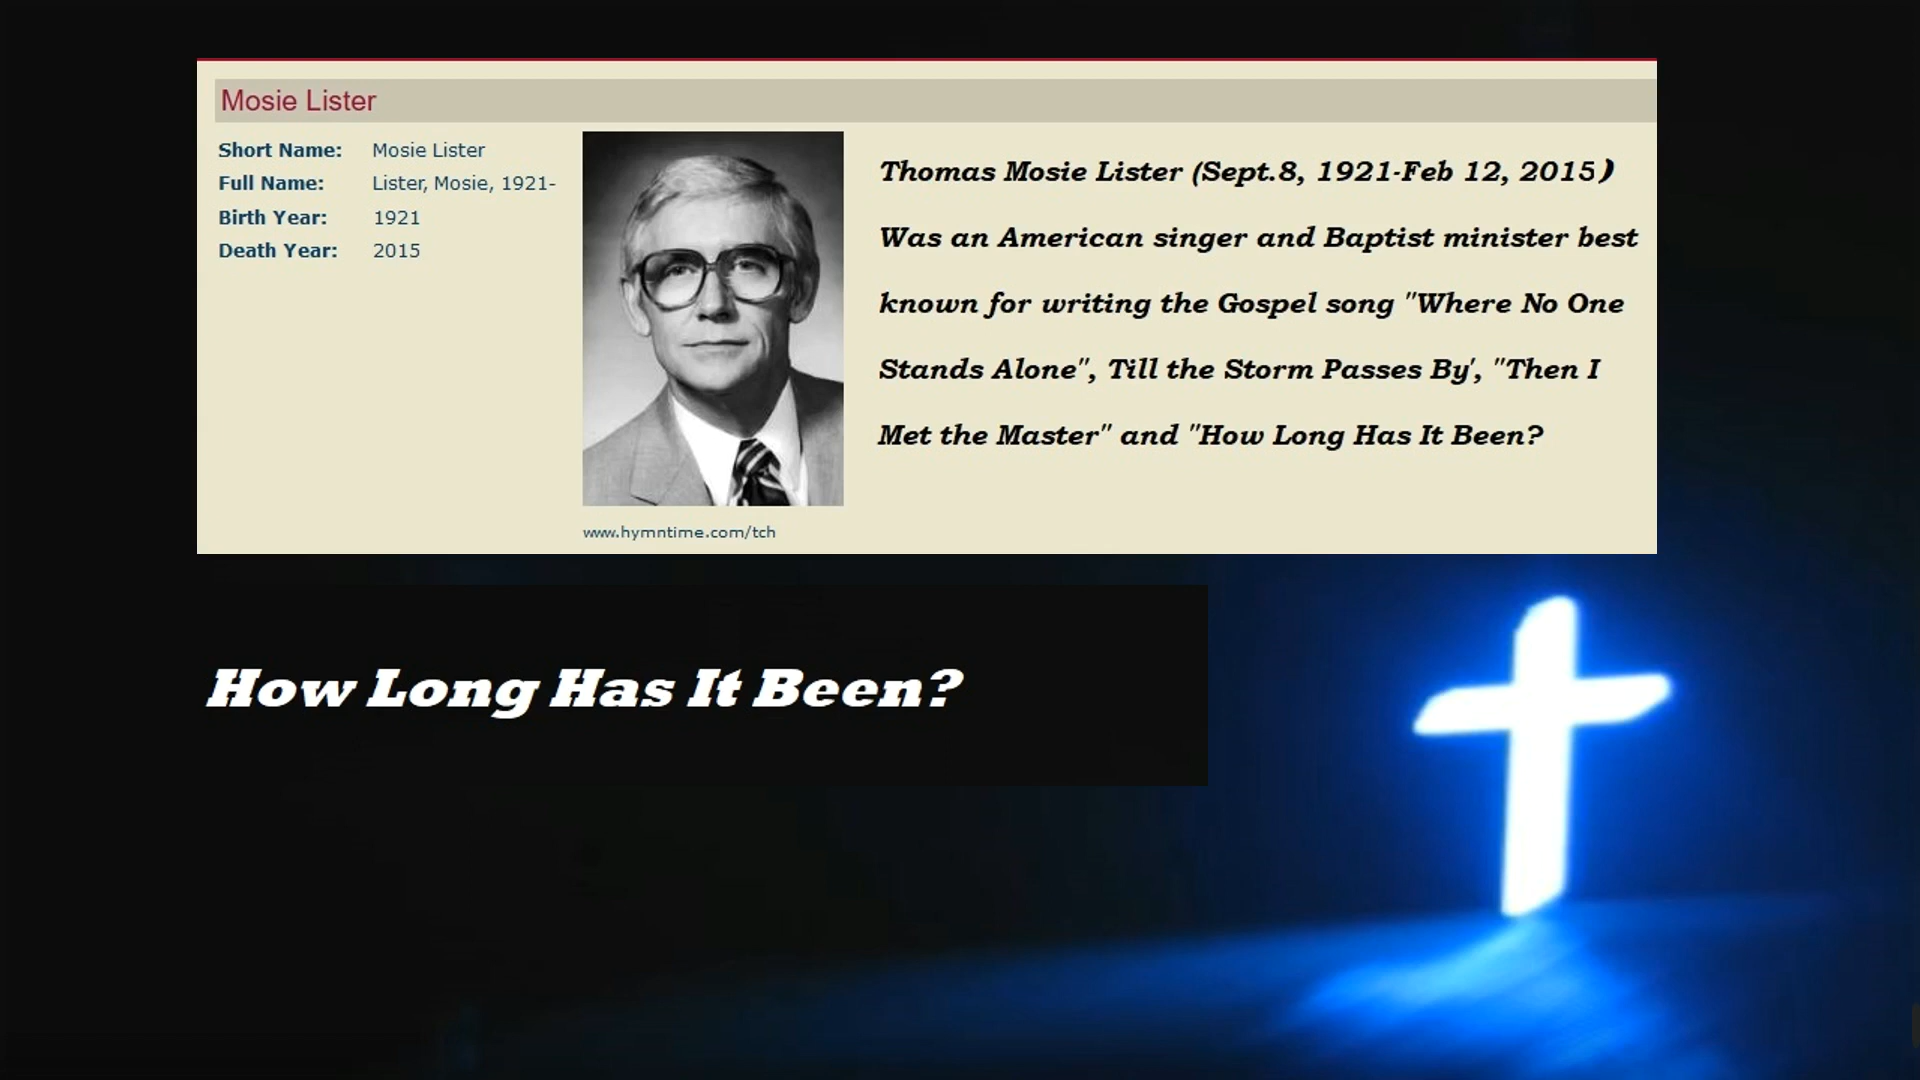 Mosie Lister
Short Name: Mosie Lister
Full Name: Lister, Mosie, 1921-
Birth Year: 1921
Death Year: 2015
www.hymntime.com/tch
Thomas Mosie Lister (Sept.8, 1921-Feb 12, 2015)
Was an American singer and Baptist minister best
known for writing the Gospel song "Where No One
Stands Alone", Till the Storm Passes By', "Then I
Met the Master" and "How Long Has It Been?
How Long Has It Been?